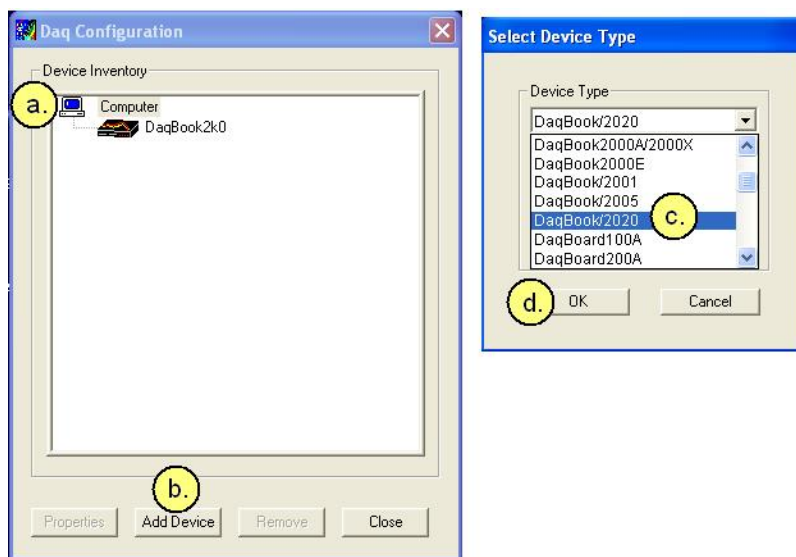 Daq Configuration
Device Inventory
a.
Computer
DaqBook2k0
b.
Properties
Add Device
Remove
Close
Select Device Type
Device Type
DaqBook/2020
DaqBook2000A/2000X
DaqBook2000E
DaqBook/2001
DaqBook/2005
DaqBook/2020
c.
DaqBoard100A
DaqBoard200A
d.
OK
Cancel